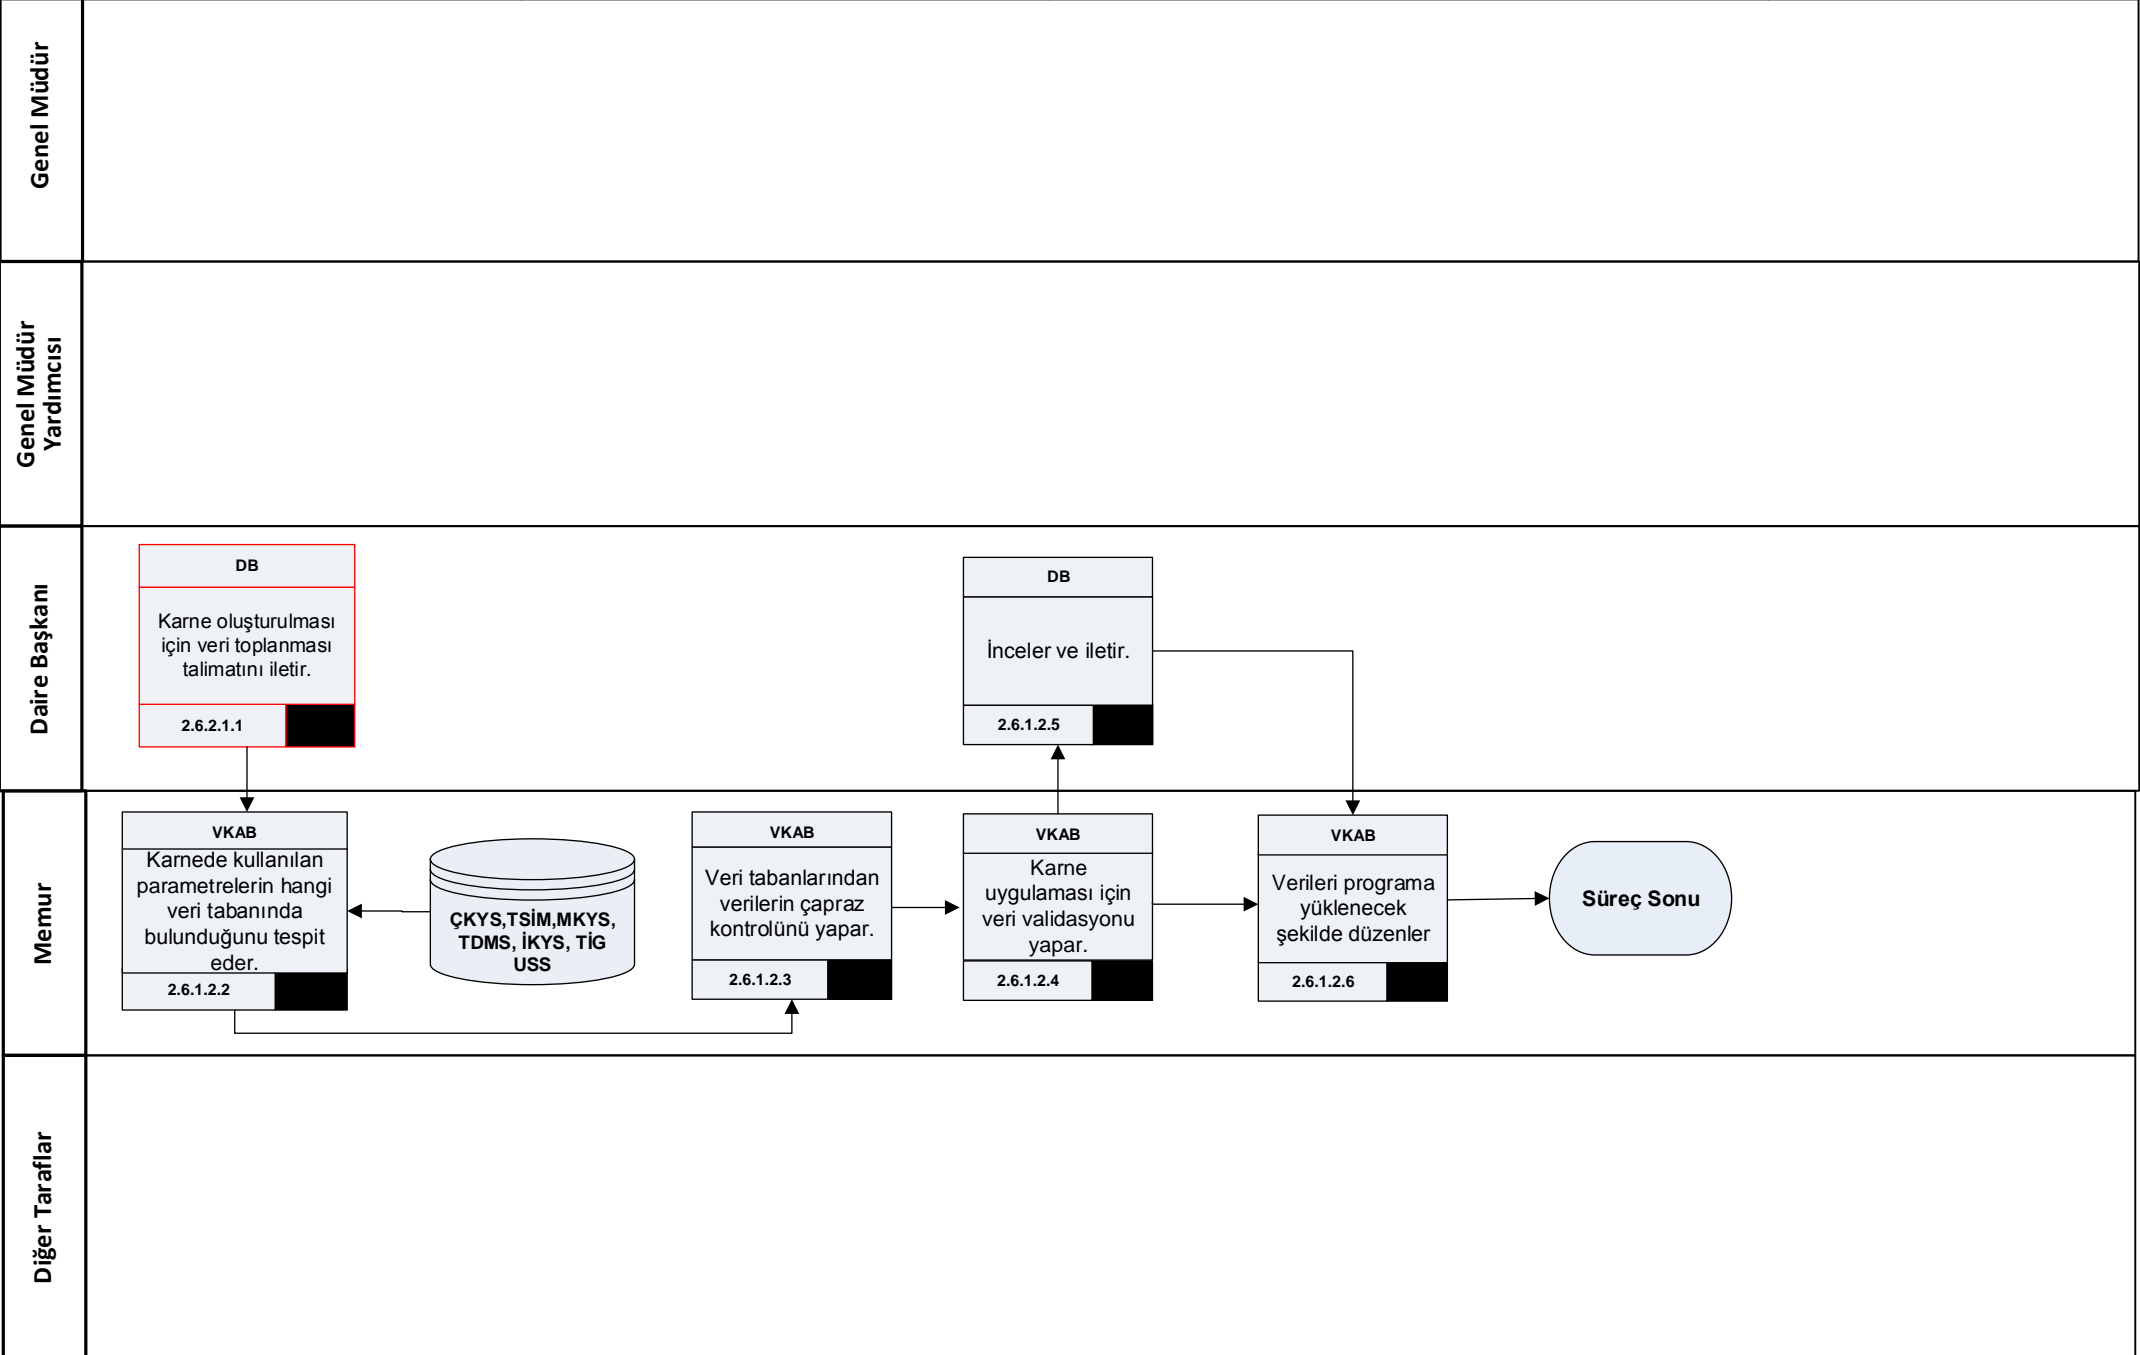 Genel Müdür
Genel Müdür
Yardımcısı
Daire Başkanı
DB
Karne oluşturulması
için veri toplanması
talimatını iletir.
2.6.2.1.1
DB
İnceler ve iletir.
2.6.1.2.5
Memur
VKAB
Karnede kullanılan
parametrelerin hangi
veri tabanında
bulunduğunu tespit
eder.
2.6.1.2.2
ÇKYS,TSİM,MKYS,
TDMS, İKYS, TİG
USS
VKAB
Veri tabanlarından
verilerin çapraz
kontrolünü yapar.
2.6.1.2.3
VKAB
Karne
uygulaması için
veri validasyonu
yapar.
2.6.1.2.4
VKAB
Verileri programa
yüklenecek
şekilde düzenler
2.6.1.2.6
Süreç Sonu
Diğer Taraflar